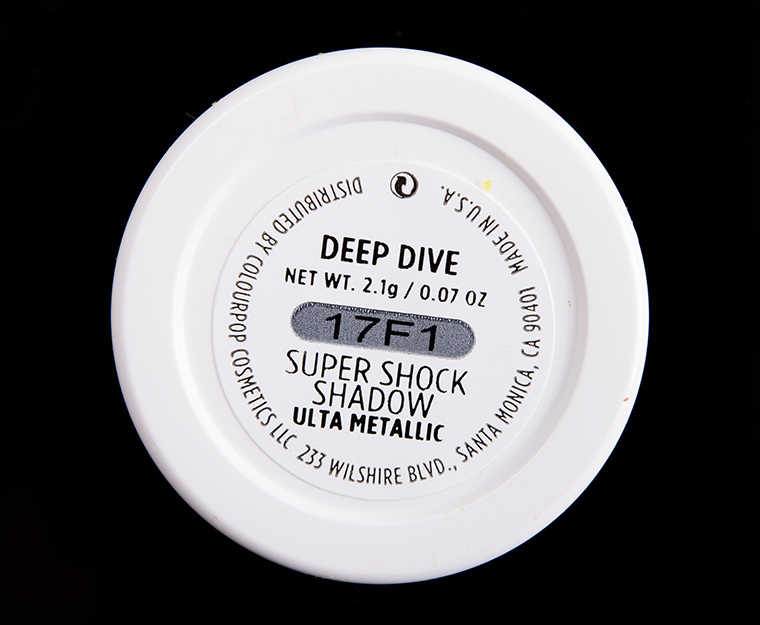 DEEP DIVE
NET WT. 2.1g / 0.07 OZ
17F1
SUPER SHOCK
SHADOW
ULTA METALLIC
DISTRIBUTED BY COLOURPOP COSMETICS LLC 233 WILSHIRE BLVD., SANTA MONICA, CA 90401 MADE IN U.S.A.